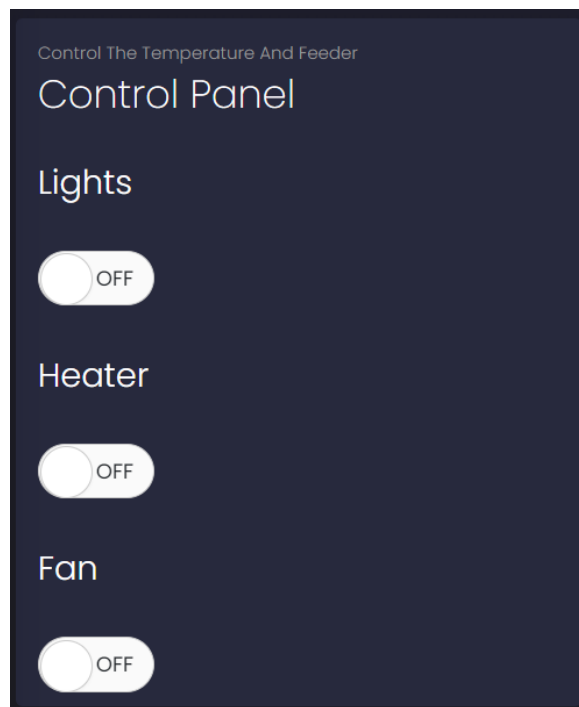 Control The Temperature And Feeder
Control Panel
Lights
OFF
Heater
OFF
Fan
OFF